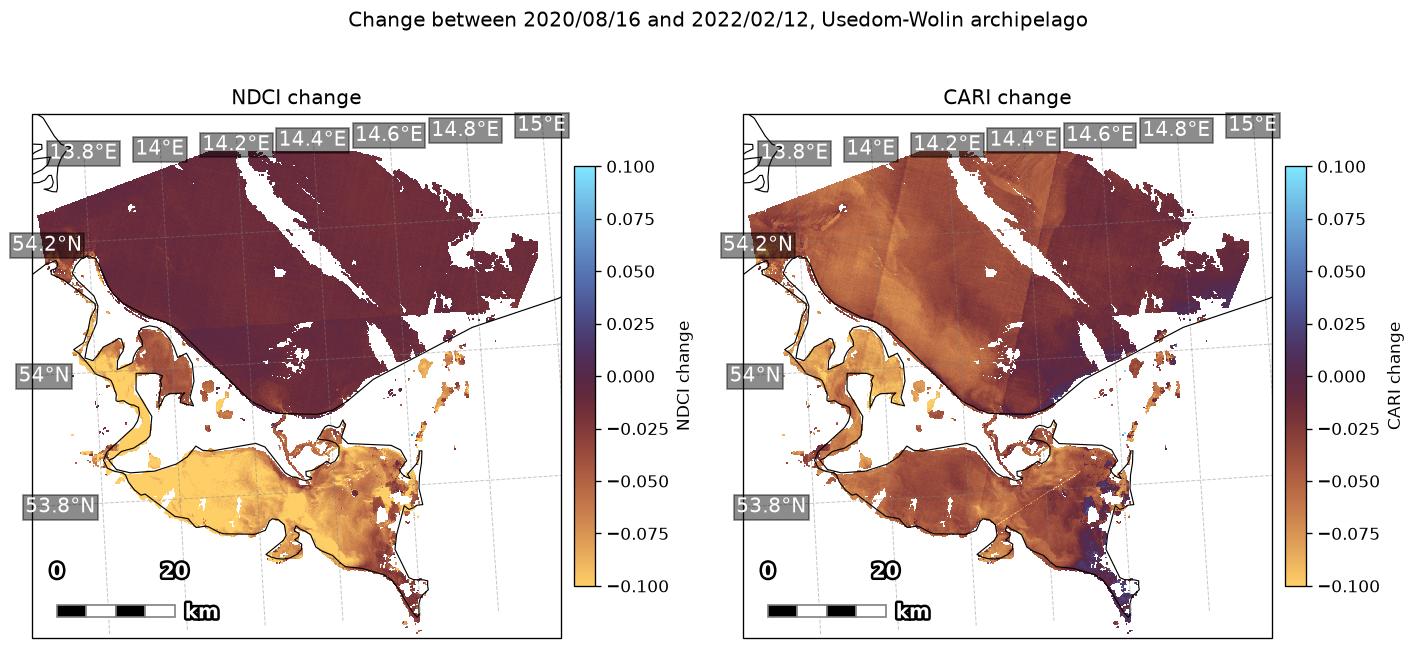 Change between 2020/08/16 and 2022/02/12, Usedom-Wolin archipelago
NDCI change
13.8°E 14°E 14.2°E 14.4°E 14.6°E 14.8°E 15°E
54.2°N
54°N
53.8°N
0 20
km
0.100
0.075
0.050
0.025
0.000
−0.025
−0.050
−0.075
−0.100
NDCI change
CARI change
13.8°E 14°E 14.2°E 14.4°E 14.6°E 14.8°E 15°E
54.2°N
54°N
53.8°N
0 20
km
0.100
0.075
0.050
0.025
0.000
−0.025
−0.050
−0.075
−0.100
CARI change